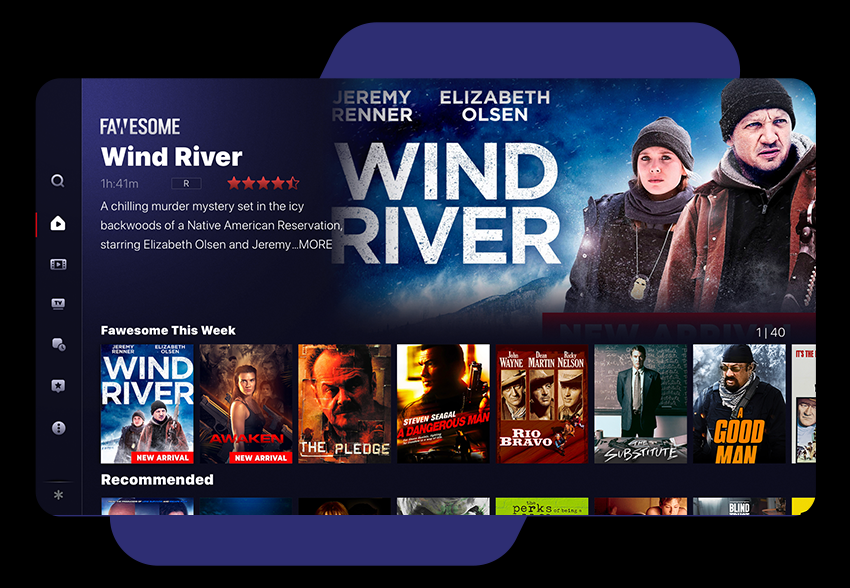 JEREMY
RENNER
ELIZABETH
OLSEN
WIND
RIVER
FAWESOME
Wind River
1h:41m
R
A chilling murder mystery set in the icy
backwoods of a Native American Reservation,
starring Elizabeth Olsen and Jeremy...MORE
NEW ARRIVAL
TV
Fawesome This Week
1 | 40
JEREMY
RENNER
ELIZABETH
OLSEN
WIND
RIVER
NEW ARRIVAL
AWAKEN
NEW ARRIVAL
THE PLEDGE
STEVEN SEAGAL
A DANGEROUS MAN
John
WAYNE
Dean
MARTIN
Ricky
NELSON
RIO
BRAVO
THE
SUBSTITUTE
A
GOOD
MAN
IT'S THE
Recommended
the
perks of being a
BLIND